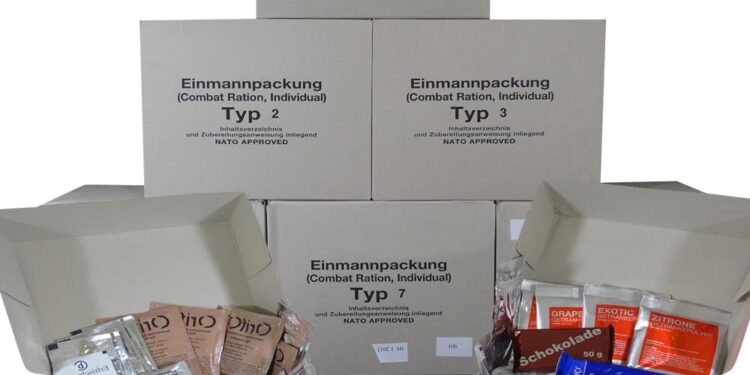 Einmannpackung
(Combat Ration, Individual)
Typ 2
Inhaltsverzeichnis
und Zubereitungsanweisung inliegend
NATO APPROVED
Einmannpackung
(Combat Ration, Individual)
Typ 3
Inhaltsverzeichnis
und Zubereitungsanweisung inliegend
NATO APPROVED
Einmannpackung
(Combat Ration, Individual)
Typ 7
Inhaltsverzeichnis
und Zubereitungsanweisung inliegend
NATO APPROVED
GRAPE
EXOTIC
ZITRONE
GETRÄNKEPULVER
Schokolade
50 g